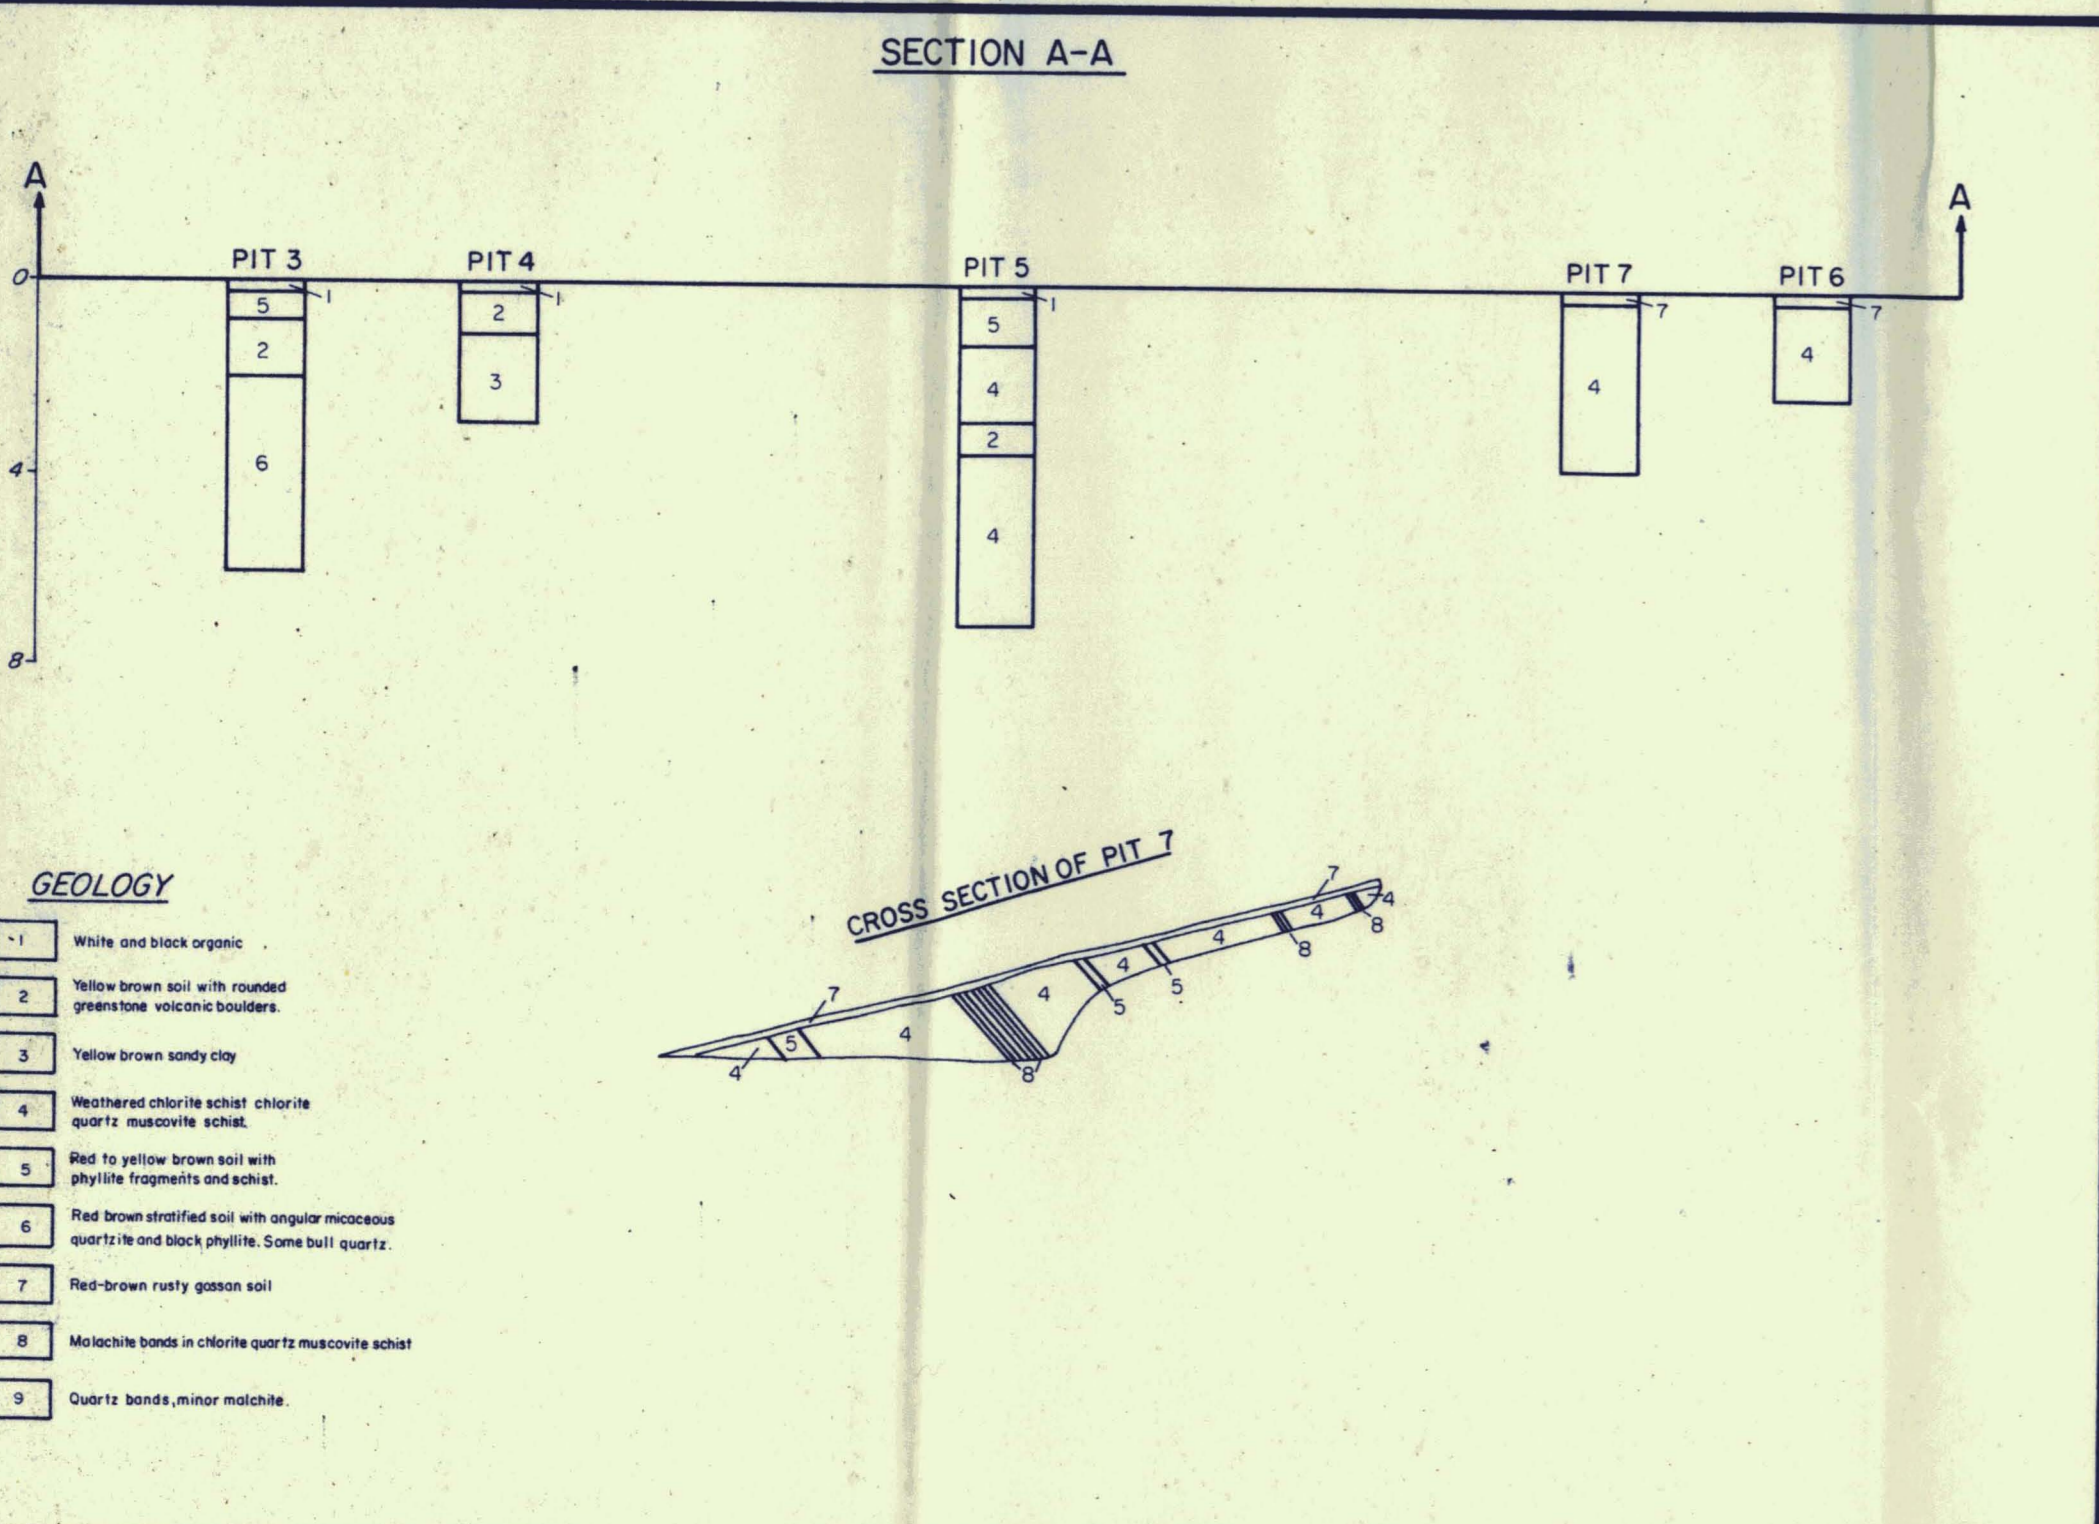 SECTION A-A
A
A
0
4
8
PIT 3
1
5
2
6
PIT 4
1
2
3
PIT 5
1
5
4
2
4
PIT 7
7
4
PIT 6
7
4
CROSS SECTION OF PIT 7
7
4
5
4
8
4
5
4
5
4
8
4
7
4
8
GEOLOGY
1 White and black organic
2 Yellow brown soil with rounded
greenstone volcanic boulders.
3 Yellow brown sandy clay
4 Weathered chlorite schist chlorite
quartz muscovite schist.
5 Red to yellow brown soil with
phyllite fragments and schist.
6 Red brown stratified soil with angular micaceous
quartzite and black phyllite. Some bull quartz.
7 Red-brown rusty gossan soil
8 Malachite bands in chlorite quartz muscovite schist
9 Quartz bands, minor malchite.